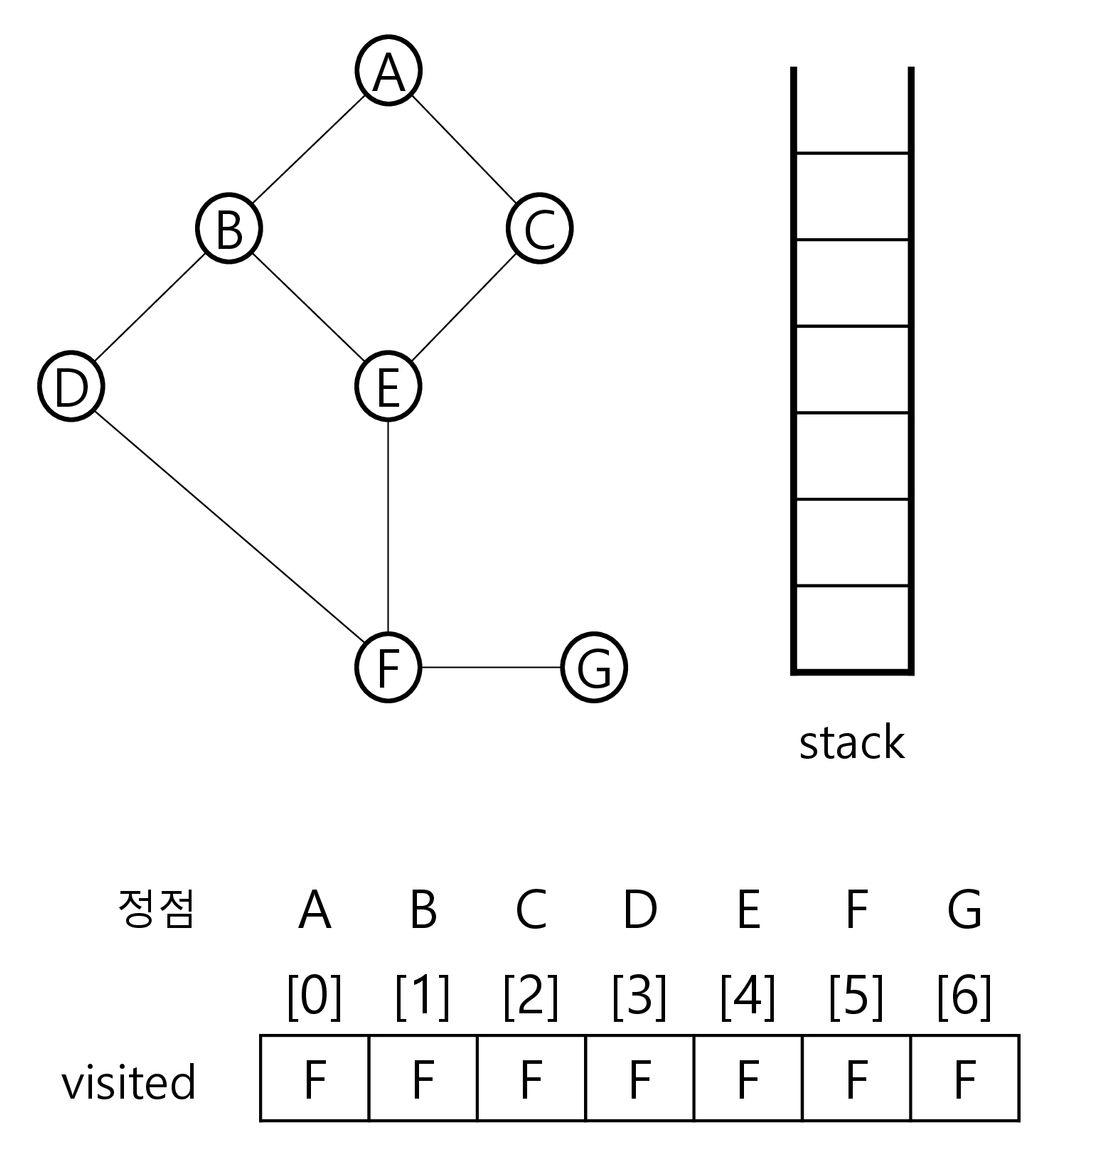 A
B C
D E
F G
stack
정점 A B C D E F G
[0] [1] [2] [3] [4] [5] [6]
visited F F F F F F F